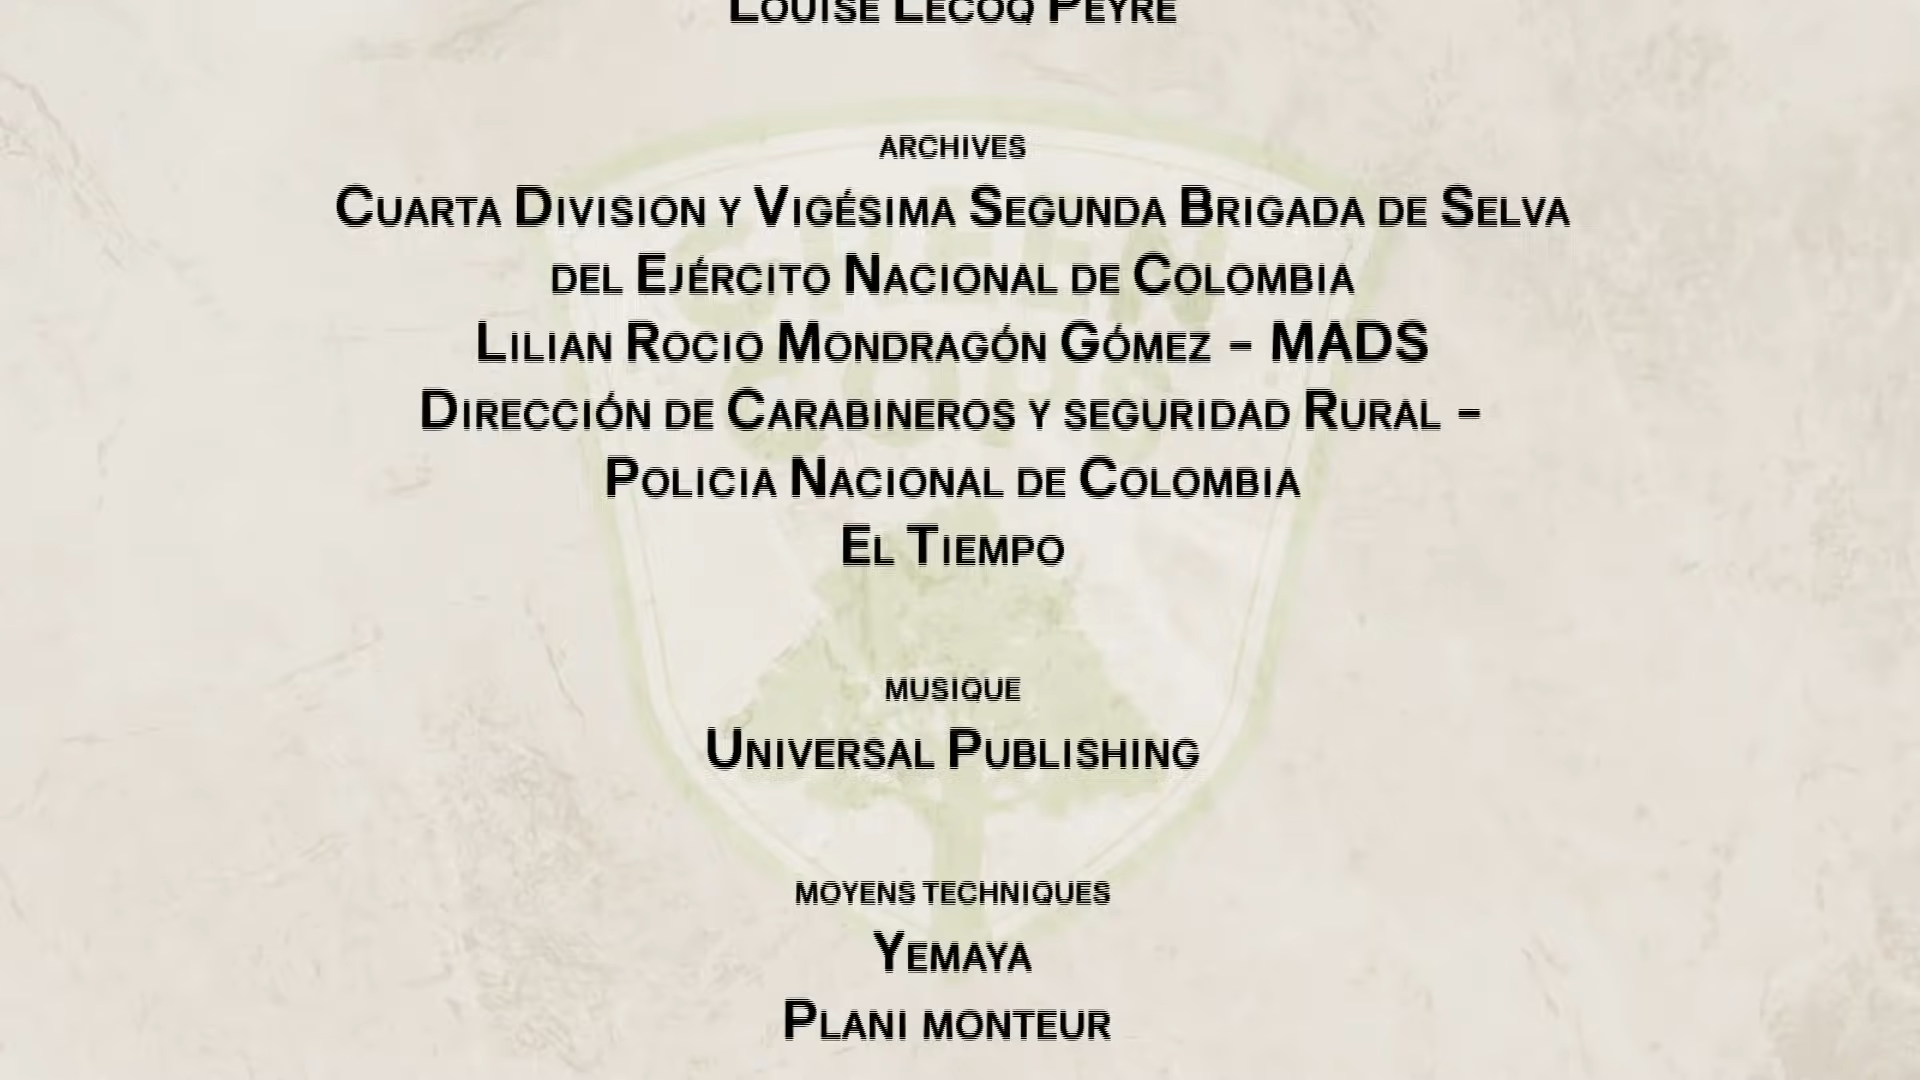 Louise Lecoq Peyre
ARCHIVES
Cuarta Division y Vigésima Segunda Brigada de Selva
del Ejército Nacional de Colombia
Lilian Rocio Mondragón Gómez - MADS
Dirección de Carabineros y seguridad Rural -
Policia Nacional de Colombia
El Tiempo
MUSIQUE
Universal Publishing
MOYENS TECHNIQUES
Yemaya
Plani monteur
GREEN
COPS